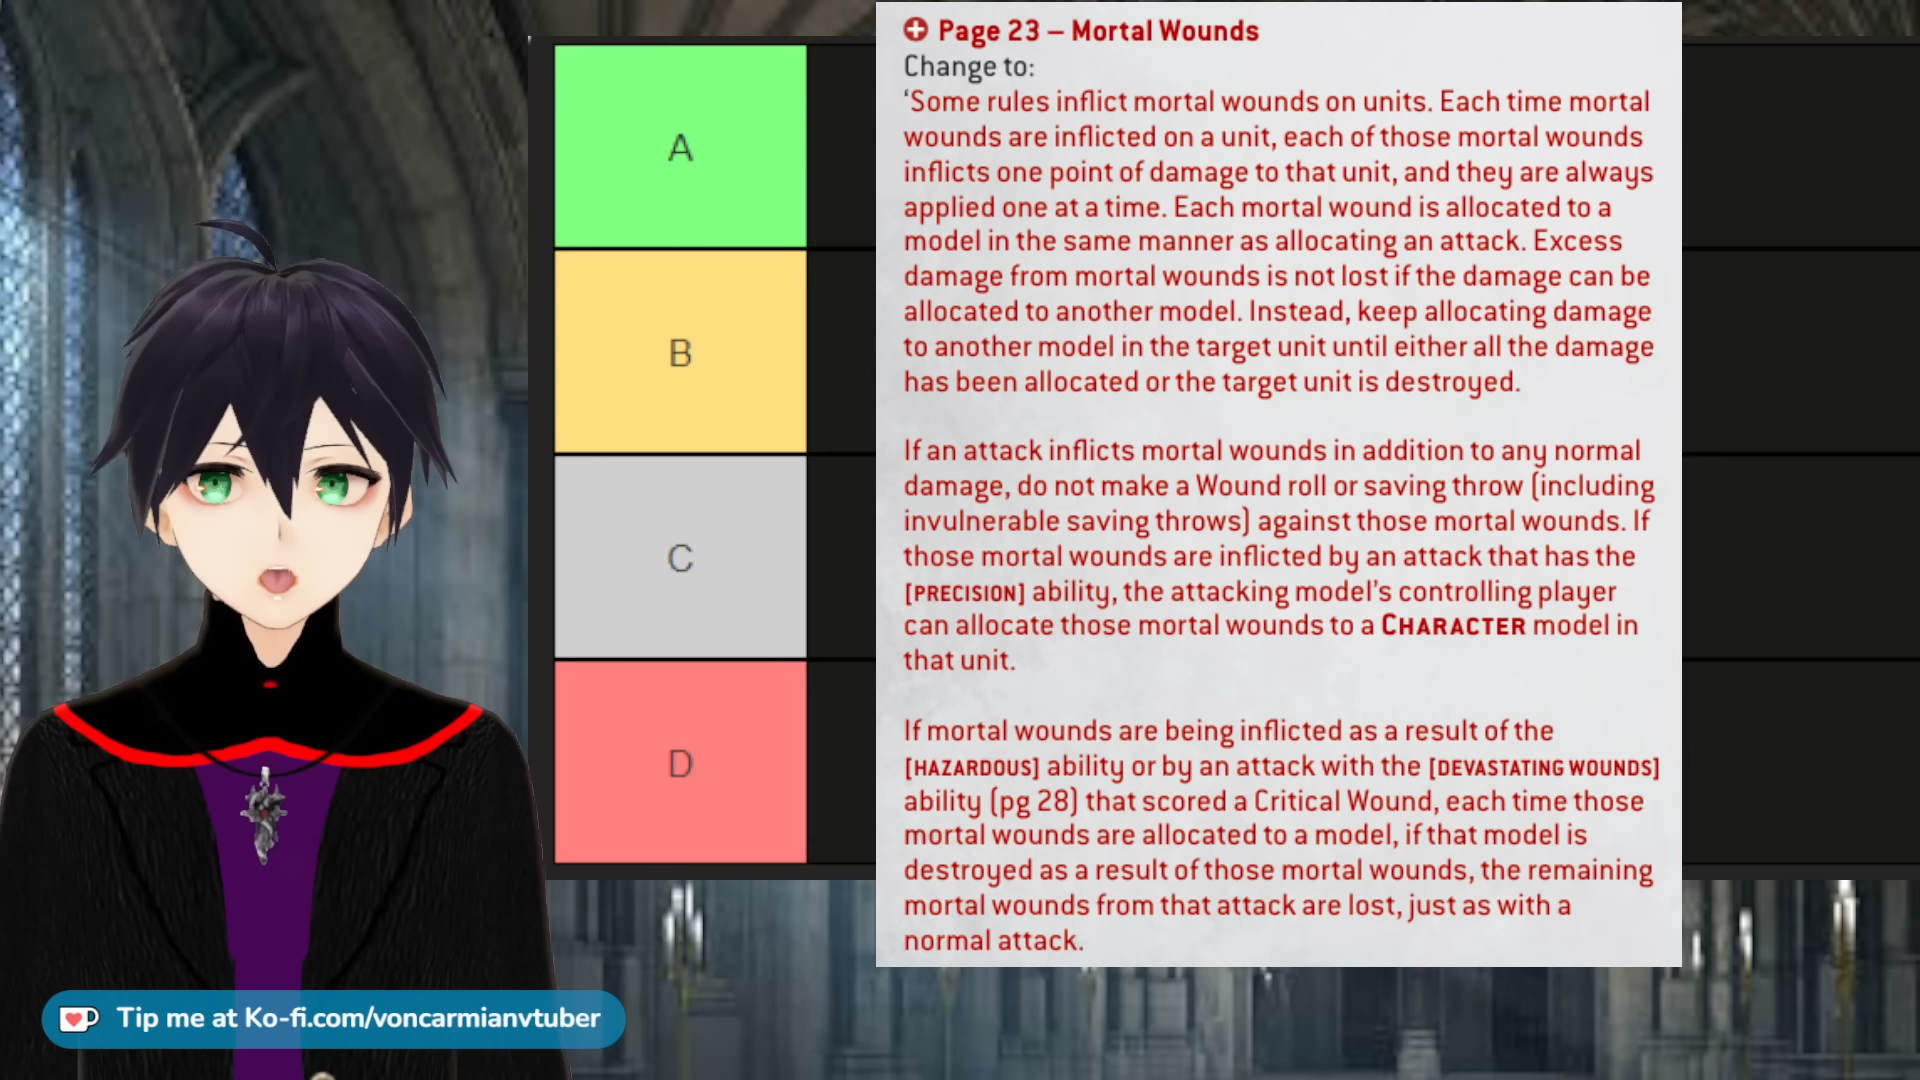 A
B
C
D
Page 23 – Mortal Wounds
Change to:
‘Some rules inflict mortal wounds on units. Each time mortal
wounds are inflicted on a unit, each of those mortal wounds
inflicts one point of damage to that unit, and they are always
applied one at a time. Each mortal wound is allocated to a
model in the same manner as allocating an attack. Excess
damage from mortal wounds is not lost if the damage can be
allocated to another model. Instead, keep allocating damage
to another model in the target unit until either all the damage
has been allocated or the target unit is destroyed.
If an attack inflicts mortal wounds in addition to any normal
damage, do not make a Wound roll or saving throw (including
invulnerable saving throws) against those mortal wounds. If
those mortal wounds are inflicted by an attack that has the
[PRECISION] ability, the attacking model’s controlling player
can allocate those mortal wounds to a CHARACTER model in
that unit.
If mortal wounds are being inflicted as a result of the
[HAZARDOUS] ability or by an attack with the [DEVASTATING WOUNDS]
ability (pg 28) that scored a Critical Wound, each time those
mortal wounds are allocated to a model, if that model is
destroyed as a result of those mortal wounds, the remaining
mortal wounds from that attack are lost, just as with a
normal attack.
Tip me at Ko-fi.com/voncarmianvtuber